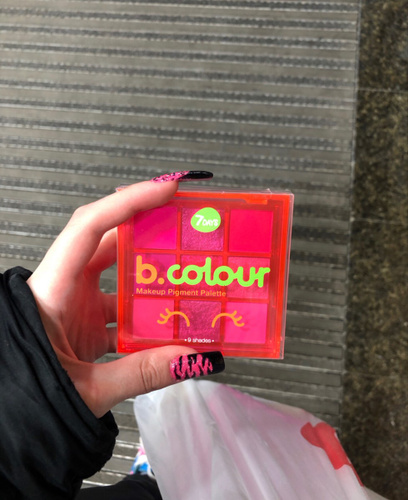 7DAYS
b.colour
Makeup Pigment Palette
• 9 shades •